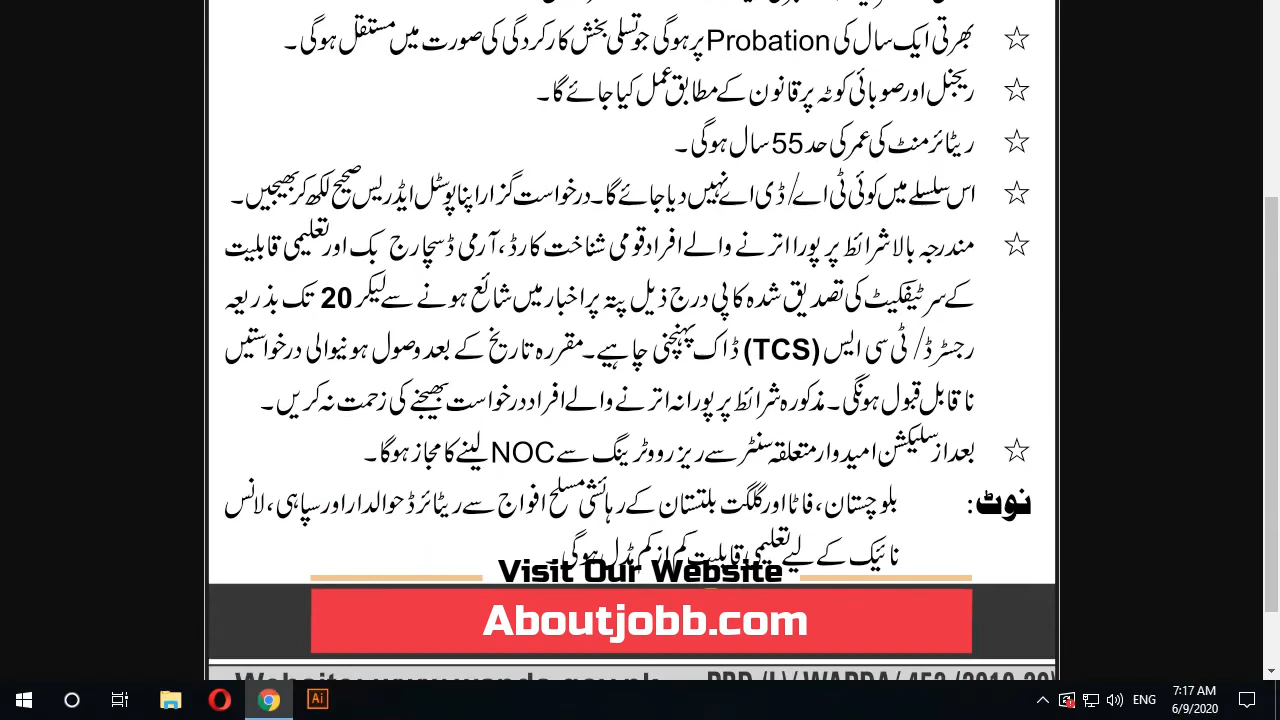 ☆ بھرتی ایک سال کی Probation پر ہوگی جو تسلی بخش کارکردگی کی صورت میں مستقل ہوگی۔
☆ ریجنل اور صوبائی کوٹہ پر قانون کے مطابق عمل کیا جائے گا۔
☆ ریٹائرمنٹ کی عمر کی حد 55 سال ہوگی۔
☆ اس سلسلے میں کوئی ٹی اے/ڈی اے نہیں دیا جائے گا۔ درخواست گزار اپنا پوسٹل ایڈریس صحیح لکھ کر بھیجیں۔
☆ مندرجہ بالا شرائط پر پورا اترنے والے افراد قومی شناخت کارڈ، آرمی ڈسچارج بک اور تعلیمی قابلیت
کے سرٹیفکیٹ کی تصدیق شدہ کاپی درج ذیل پتہ پر اخبار میں شائع ہونے سے لیکر 20 تک بذریعہ
رجسٹرڈ/ٹی سی ایس (TCS) ڈاک پہنچنی چاہیے۔ مقررہ تاریخ کے بعد وصول ہونیوالی درخواستیں
ناقابل قبول ہونگی۔ مذکورہ شرائط پر پورا نہ اترنے والے افراد درخواست بھیجنے کی زحمت نہ کریں۔
☆ بعد از سلیکشن امیدوار متعلقہ سنٹر سے ریزروو ٹرینگ سے NOC لینے کا مجاز ہوگا۔
نوٹ: بلوچستان، فاٹا اور گلگت بلتستان کے رہائشی مسلح افواج سے ریٹائرڈ حوالدار اور سپاہی، لانس
نائیک کے لیے تعلیمی قابلیت کم از کم مڈل ہوگی۔
Visit Our Website
Aboutjobb.com
Website: www.wapda.gov.pk
7:17 AM
ENG
6/9/2020
Ai